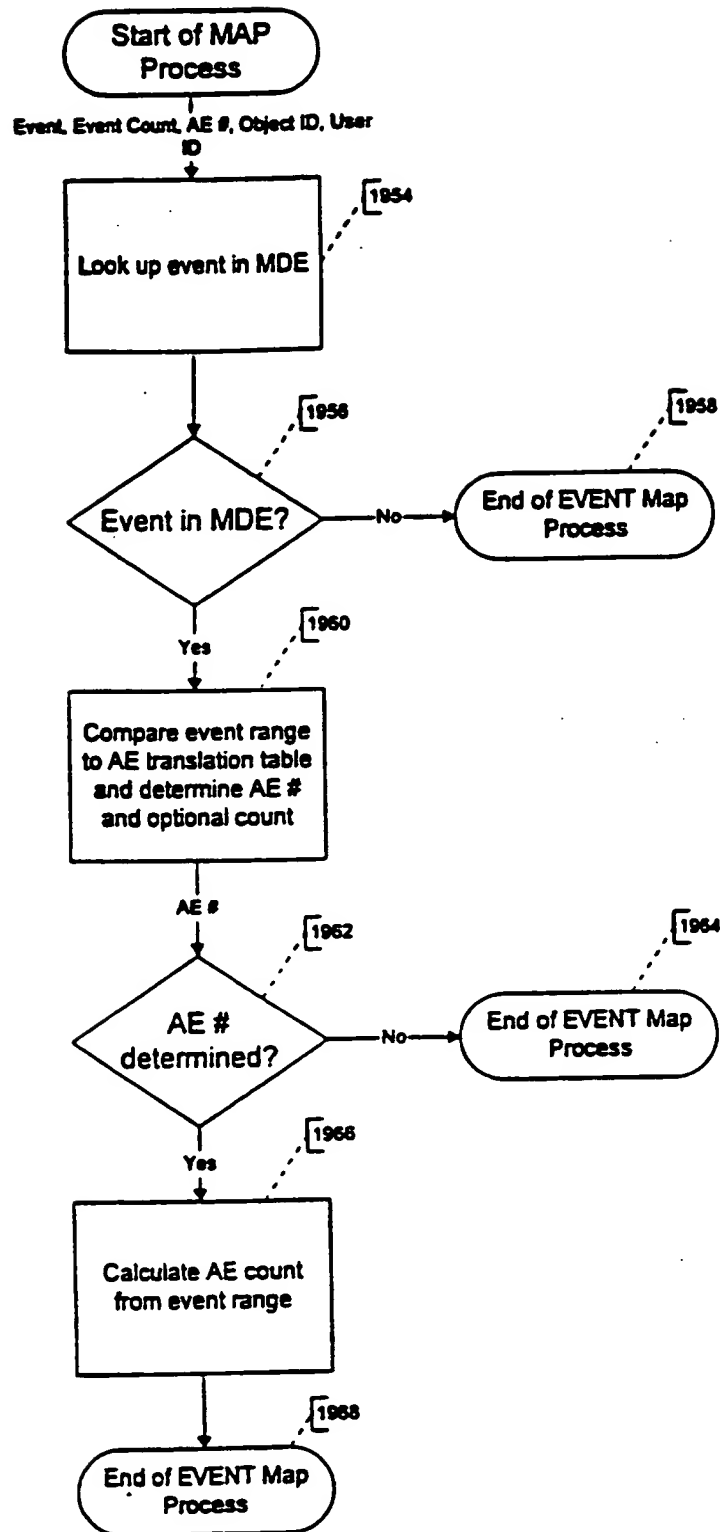 Start of MAP
Process
Event, Event Count, AE #, Object ID, User
ID
1954
Look up event in MDE
1956
Event in MDE?
No
1958
End of EVENT Map
Process
Yes
1960
Compare event range
to AE translation table
and determine AE #
and optional count
AE #
1962
AE #
determined?
No
1964
End of EVENT Map
Process
Yes
1966
Calculate AE count
from event range
1968
End of EVENT Map
Process